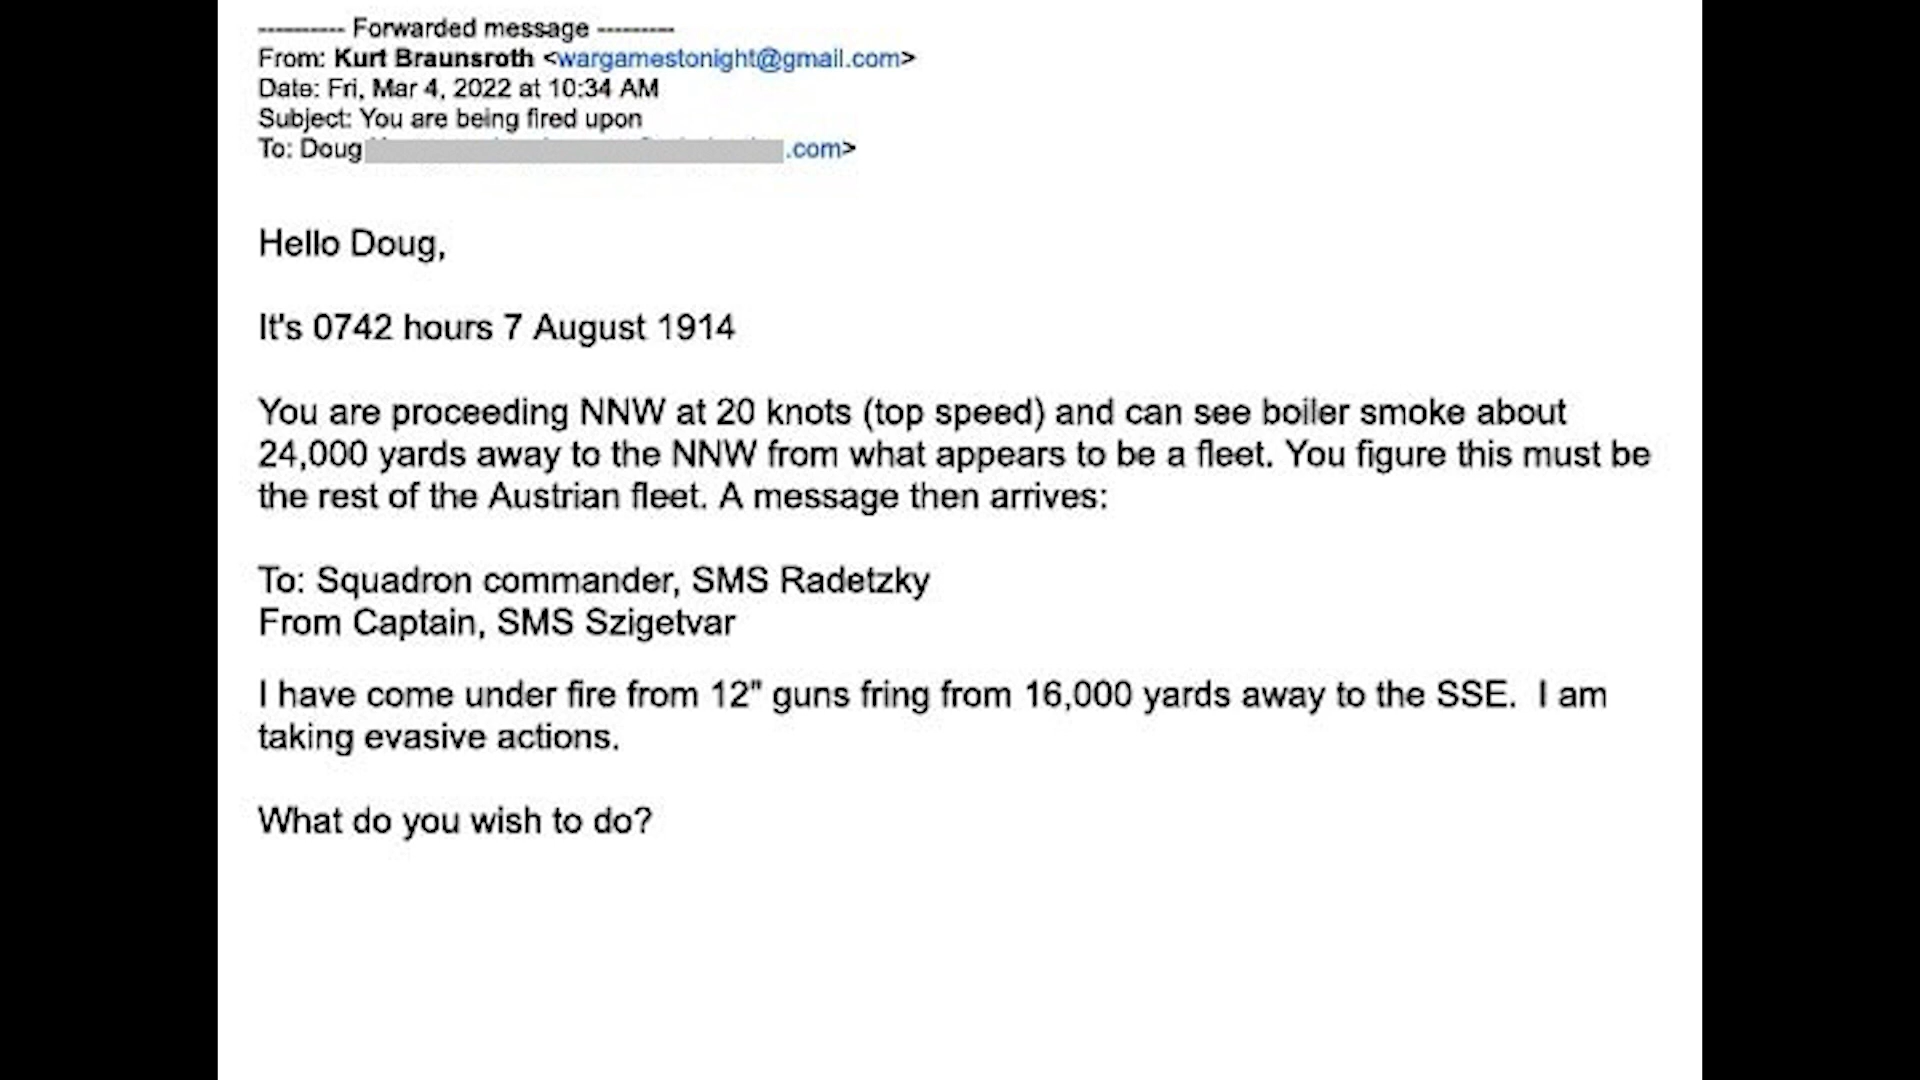 ---------- Forwarded message ---------
From: Kurt Braunsroth <wargamestonight@gmail.com>
Date: Fri, Mar 4, 2022 at 10:34 AM
Subject: You are being fired upon
To: Doug .com>
Hello Doug,
It's 0742 hours 7 August 1914
You are proceeding NNW at 20 knots (top speed) and can see boiler smoke about
24,000 yards away to the NNW from what appears to be a fleet. You figure this must be
the rest of the Austrian fleet. A message then arrives:
To: Squadron commander, SMS Radetzky
From Captain, SMS Szigetvar
I have come under fire from 12" guns fring from 16,000 yards away to the SSE. I am
taking evasive actions.
What do you wish to do?